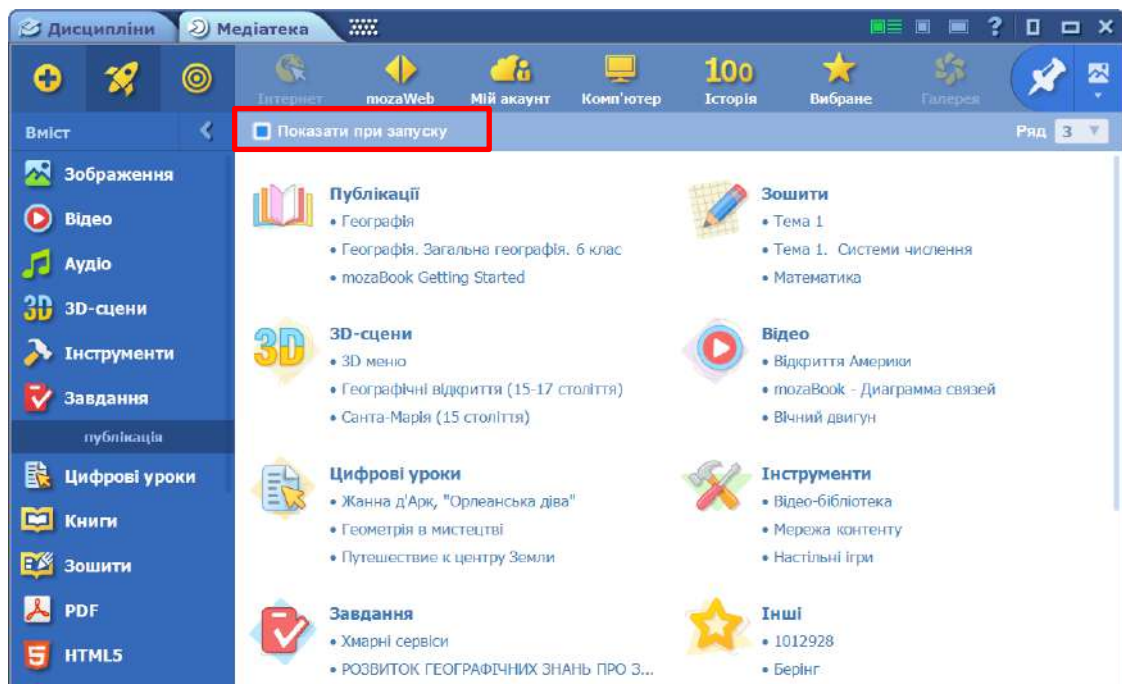 Дисципліни
Медіатека
?
Інтернет
mozaWeb
Мій акаунт
Комп'ютер
100
Історія
Вибране
Галерея
Вміст
Показати при запуску
Ряд 3
Зображення
Відео
Аудіо
3D
3D-сцени
Інструменти
Завдання
публікація
Цифрові уроки
Книги
Зошити
PDF
5
HTML5
Публікації
• Географія
• Географія. Загальна географія. 6 клас
• mozaBook Getting Started
Зошити
• Тема 1
• Тема 1. Системи числення
• Математика
3D
3D-сцени
• 3D меню
• Географічні відкриття (15-17 століття)
• Санта-Марія (15 століття)
Відео
• Відкриття Америки
• mozaBook - Диаграмма связей
• Вічний двигун
Цифрові уроки
• Жанна д'Арк, "Орлеанська діва"
• Геометрія в мистецтві
• Путешествие к центру Земли
Інструменти
• Відео-бібліотека
• Мережа контенту
• Настільні ігри
Завдання
• Хмарні сервіси
• РОЗВИТОК ГЕОГРАФІЧНИХ ЗНАНЬ ПРО З...
Інші
• 1012928
• Берінг